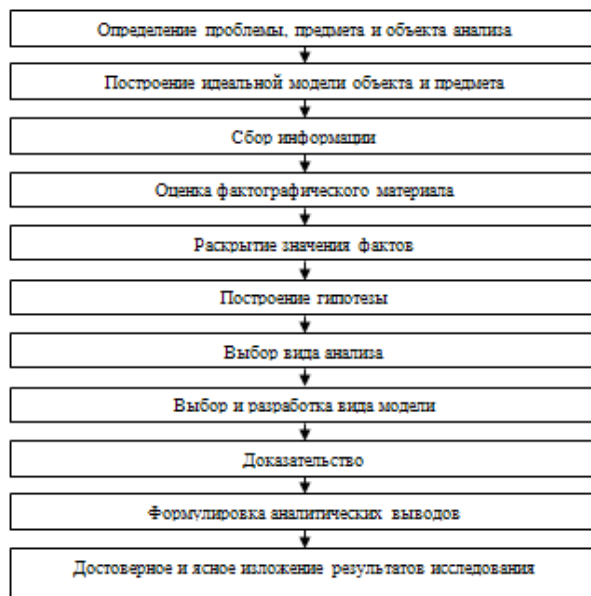 Определение проблемы, предмета и объекта анализа
Построение идеальной модели объекта и предмета
Сбор информации
Оценка фактографического материала
Раскрытие значения фактов
Построение гипотезы
Выбор вида анализа
Выбор и разработка вида модели
Доказательство
Формулировка аналитических выводов
Достоверное и ясное изложение результатов исследования